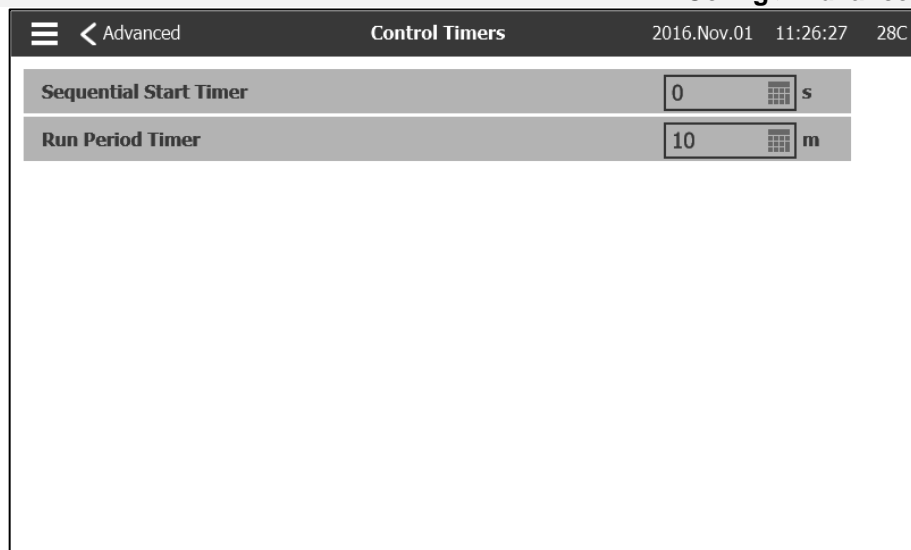 Advanced Control Timers 2016.Nov.01 11:26:27 28C
Sequential Start Timer 0 s
Run Period Timer 10 m